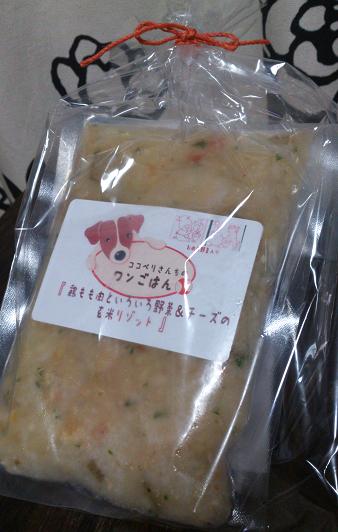 ココペリさんちの
ワンごはん
『鶏もも肉といろいろ野菜&チーズの
玄米リゾット』